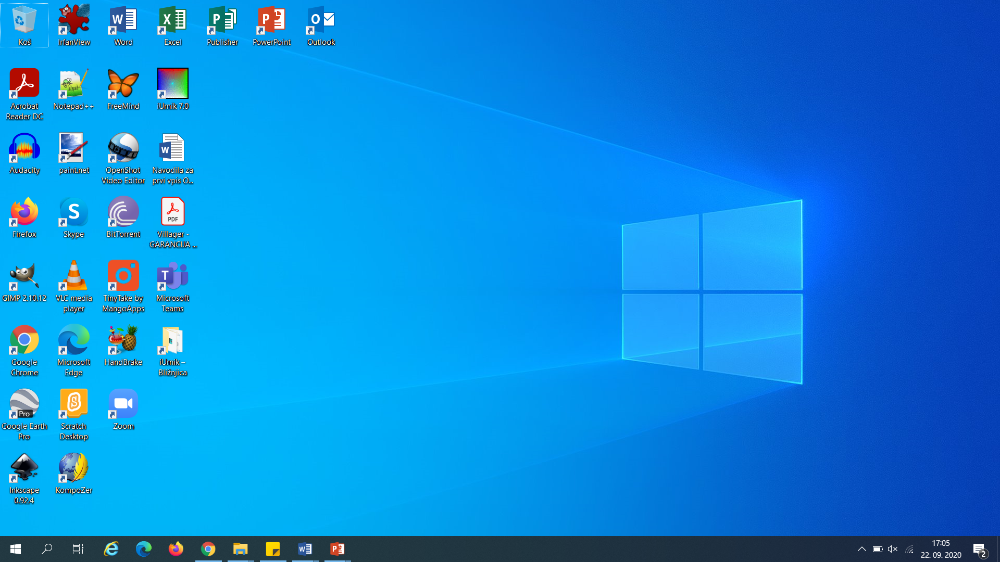 Koš
IrfanView
Word
Excel
Publisher
PowerPoint
Outlook
Acrobat
Reader DC
Notepad++
FreeMind
iUrnik 7.0
Audacity
paint.net
OpenShot
Video Editor
Navodila za
prvi vpis O...
Firefox
Skype
BitTorrent
PDF
Villager -
GARANCIJA ...
GIMP 2.10.12
VLC media
player
TinyTake by
MangoApps
Microsoft
Teams
Google
Chrome
Microsoft
Edge
HandBrake
iUrnik –
Bližnjica
Pro
Google Earth
Pro
Scratch
Desktop
Zoom
Inkscape
0.92.4
KompoZer
17:05
22. 09. 2020
2